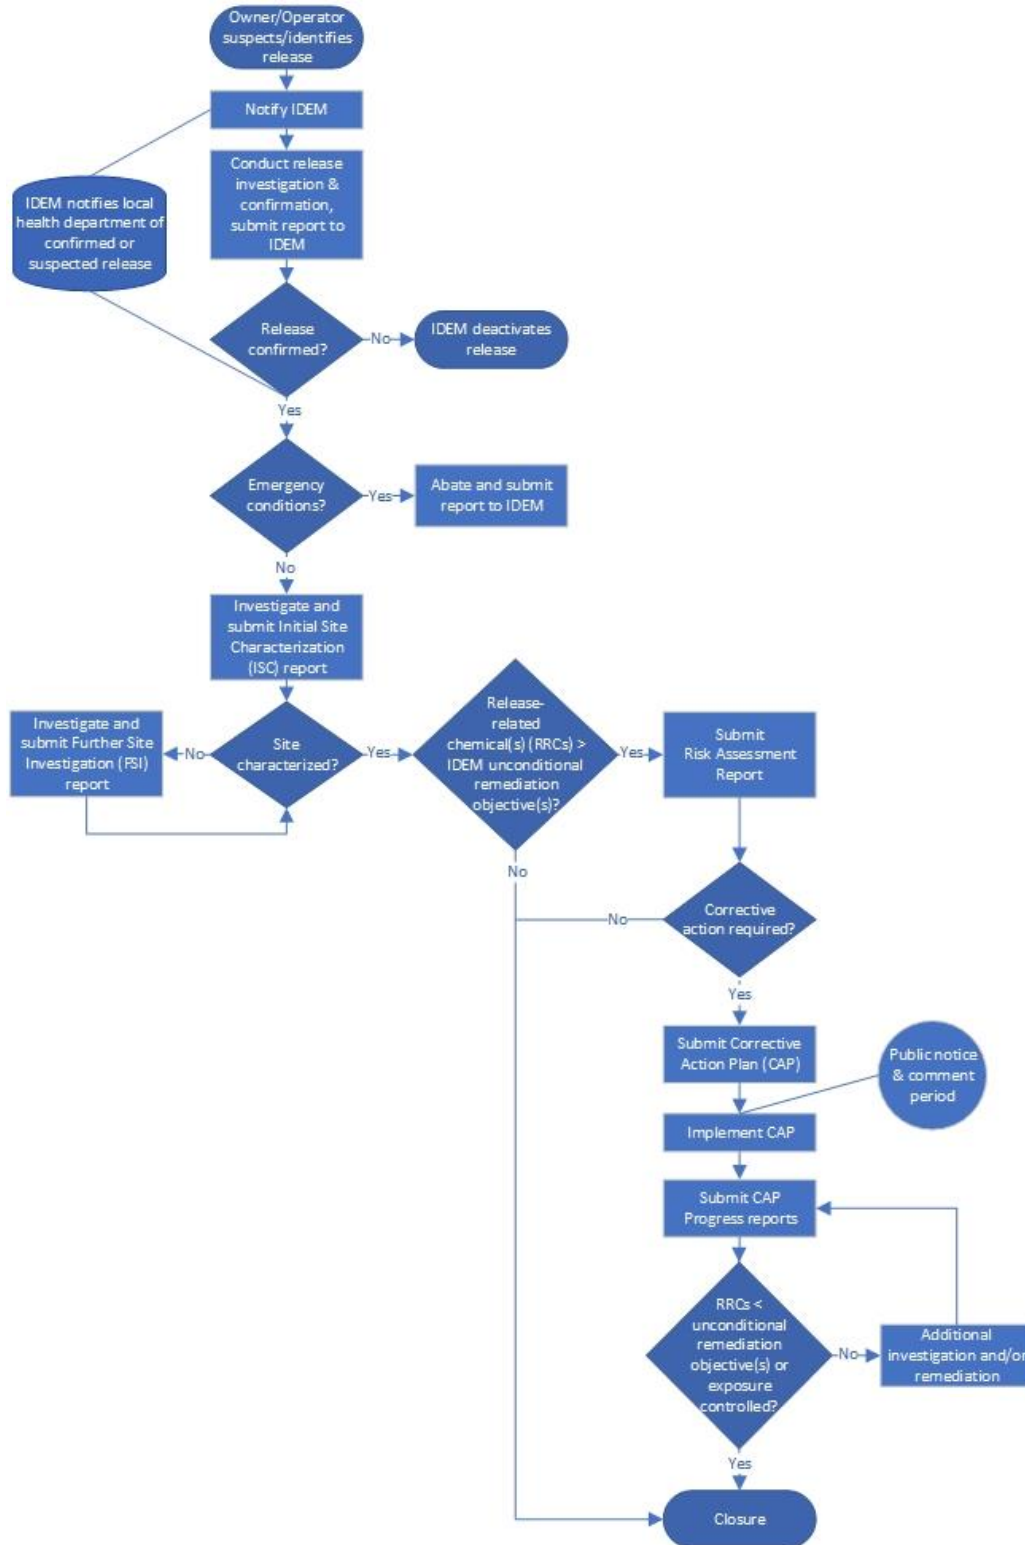 Owner/Operator
suspects/identifies
release
Notify IDEM
Conduct release
investigation &
confirmation,
submit report to
IDEM
IDEM notifies local
health department of
confirmed or
suspected release
Release
confirmed?
No
IDEM deactivates
release
Yes
Emergency
conditions?
Yes
Abate and submit
report to IDEM
No
Investigate and
submit Initial Site
Characterization
(ISC) report
Investigate and
submit Further Site
Investigation (FSI)
report
No
Site
characterized?
Yes
Release-
related
chemical(s) (RRCs) >
IDEM unconditional
remediation
objective(s)?
Yes
Submit
Risk Assessment
Report
No
No
Corrective
action required?
Yes
Submit Corrective
Action Plan (CAP)
Public notice
& comment
period
Implement CAP
Submit CAP
Progress reports
RRCs <
unconditional
remediation
objective(s) or
exposure
controlled?
No
Additional
investigation and/or
remediation
Yes
Closure